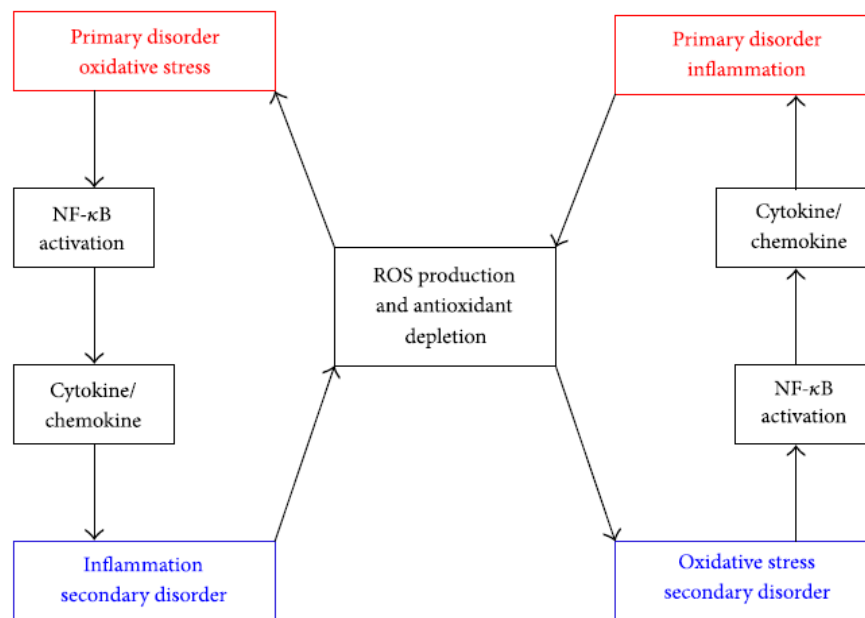 Primary disorder
oxidative stress
Primary disorder
inflammation
NF-κB
activation
Cytokine/
chemokine
ROS production
and antioxidant
depletion
Cytokine/
chemokine
NF-κB
activation
Inflammation
secondary disorder
Oxidative stress
secondary disorder